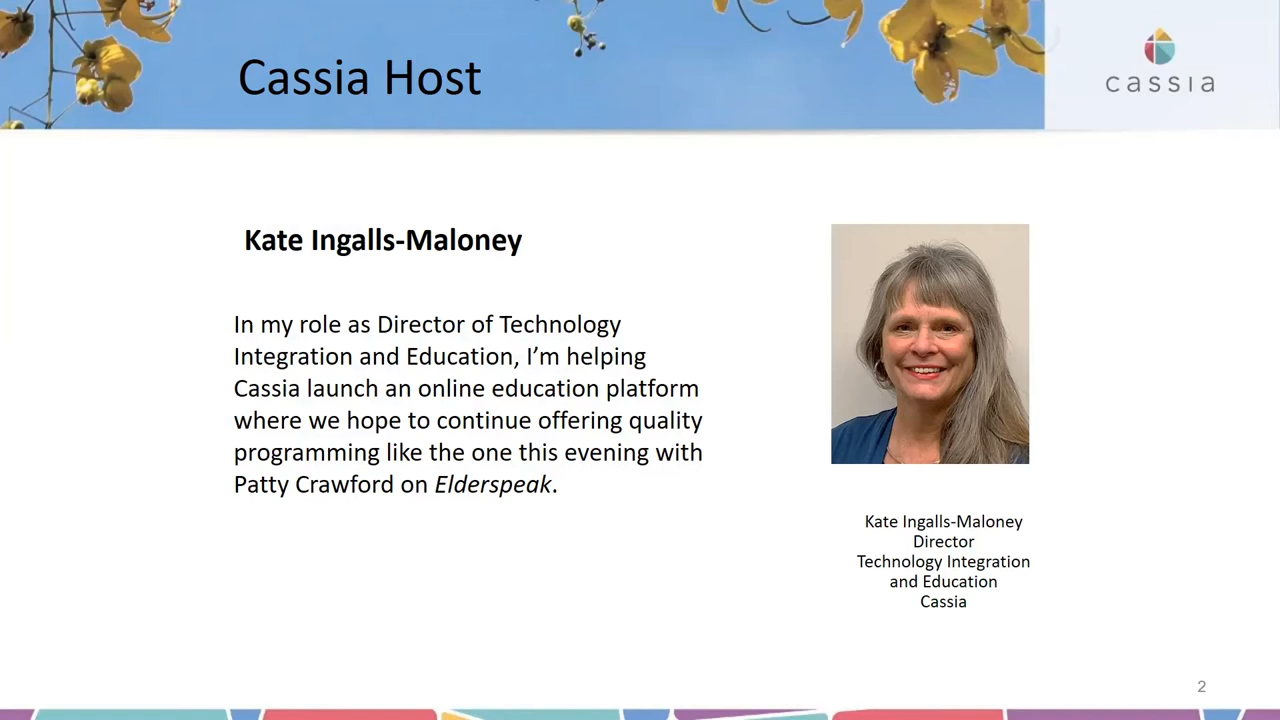 Cassia Host
cassia
Kate Ingalls-Maloney
In my role as Director of Technology
Integration and Education, I’m helping
Cassia launch an online education platform
where we hope to continue offering quality
programming like the one this evening with
Patty Crawford on Elderspeak.
Kate Ingalls-Maloney
Director
Technology Integration
and Education
Cassia
2